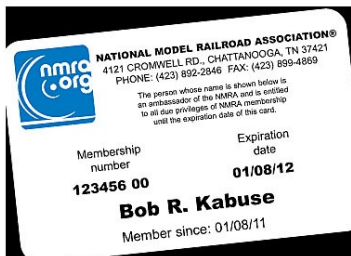 nmra
.org
NATIONAL MODEL RAILROAD ASSOCIATION®
4121 CROMWELL RD., CHATTANOOGA, TN 37421
PHONE: (423) 892-2846 FAX: (423) 899-4869
The person whose name is shown below is
an ambassador of the NMRA and is entitled
to all due privileges of NMRA membership
until the expiration date of this card.
Membership
number
123456 00
Expiration
date
01/08/12
Bob R. Kabuse
Member since: 01/08/11